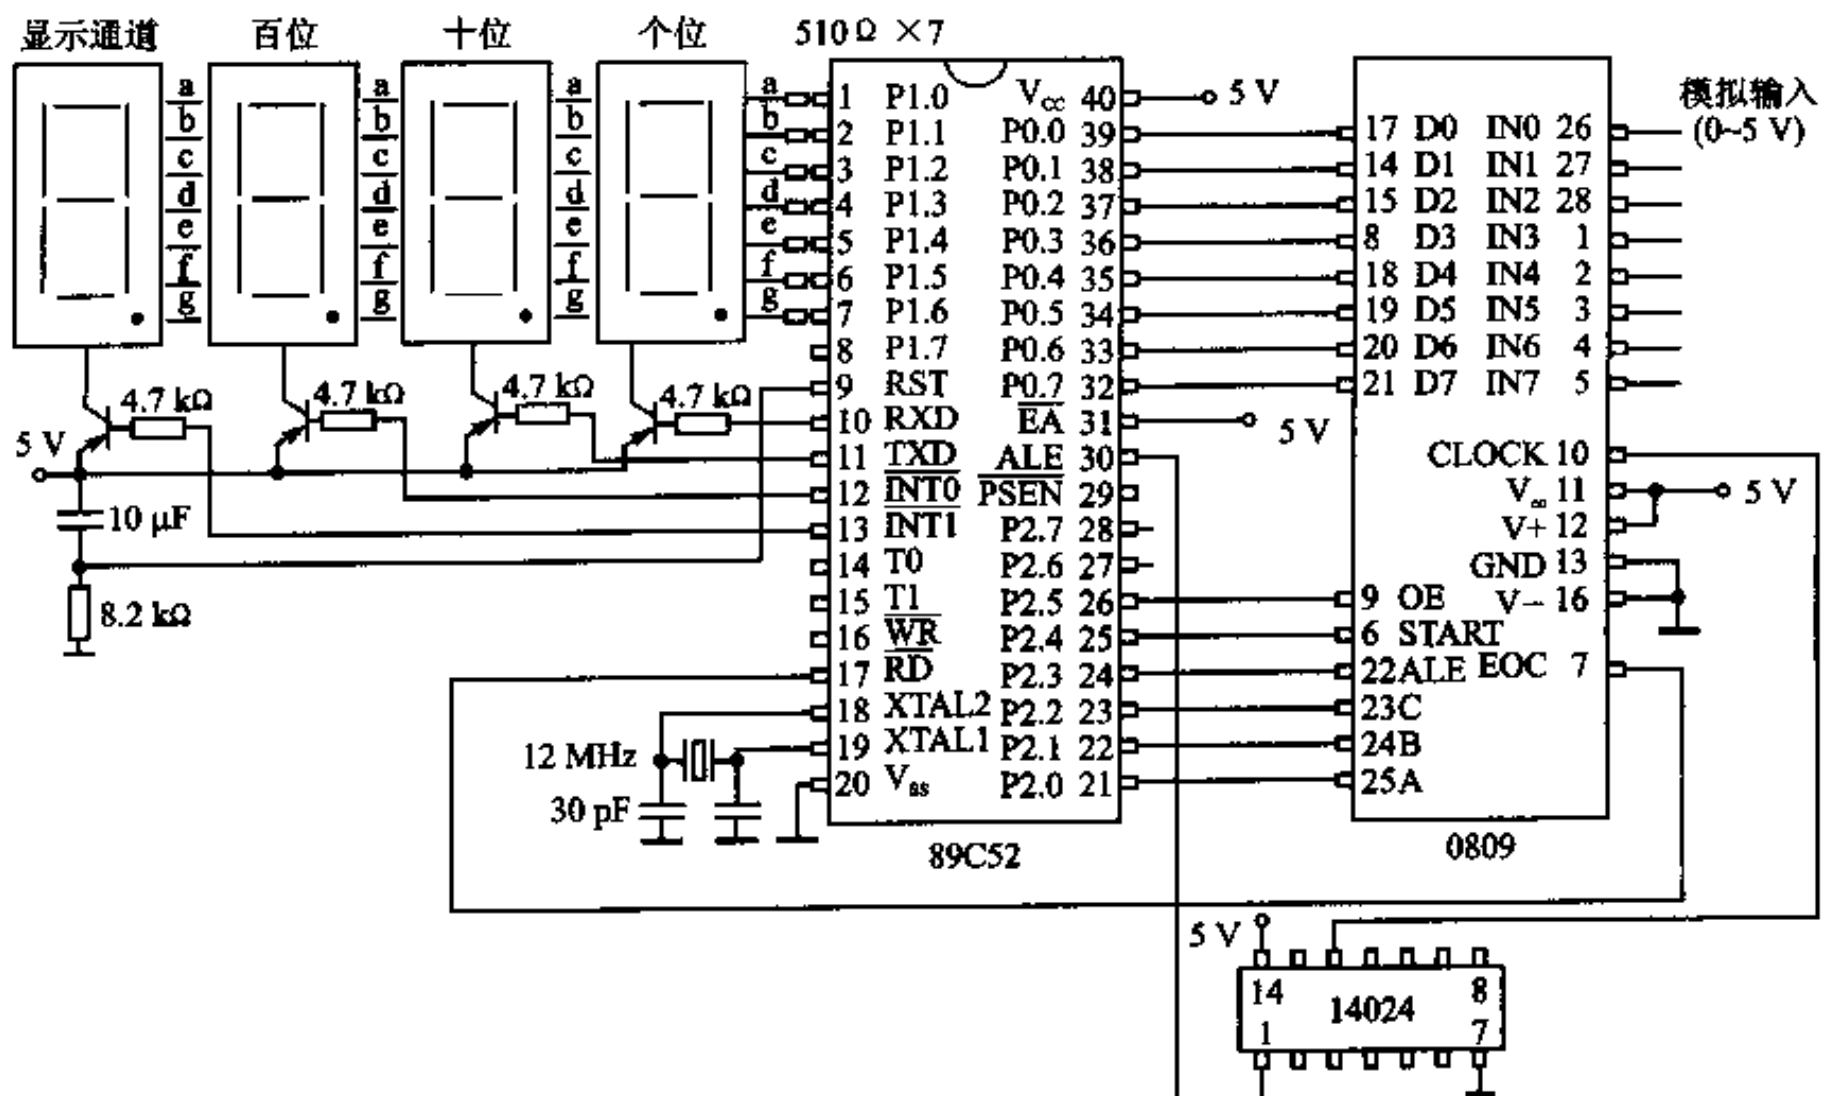 显示通道 百位 十位 个位 510Ω ×7
a a a a
b b b b
c c c c
d d d d
e e e e
f f f f
g g g g
4.7 kΩ 4.7 kΩ 4.7 kΩ 4.7 kΩ
5 V
10 μF
8.2 kΩ
12 MHz
30 pF
1 P1.0 Vcc 40 5 V
2 P1.1 P0.0 39
3 P1.2 P0.1 38
4 P1.3 P0.2 37
5 P1.4 P0.3 36
6 P1.5 P0.4 35
7 P1.6 P0.5 34
8 P1.7 P0.6 33
9 RST P0.7 32
10 RXD EA 31 5 V
11 TXD ALE 30
12 INT0 PSEN 29
13 INT1 P2.7 28
14 T0 P2.6 27
15 T1 P2.5 26
16 WR P2.4 25
17 RD P2.3 24
18 XTAL2 P2.2 23
19 XTAL1 P2.1 22
20 Vss P2.0 21
89C52
模拟输入
(0~5 V)
17 D0 IN0 26
14 D1 IN1 27
15 D2 IN2 28
8 D3 IN3 1
18 D4 IN4 2
19 D5 IN5 3
20 D6 IN6 4
21 D7 IN7 5
CLOCK 10
Vcc 11 5 V
V+ 12
GND 13
9 OE V- 16
6 START
22 ALE EOC 7
23 C
24 B
25 A
0809
5 V
14 8
14024
1 7